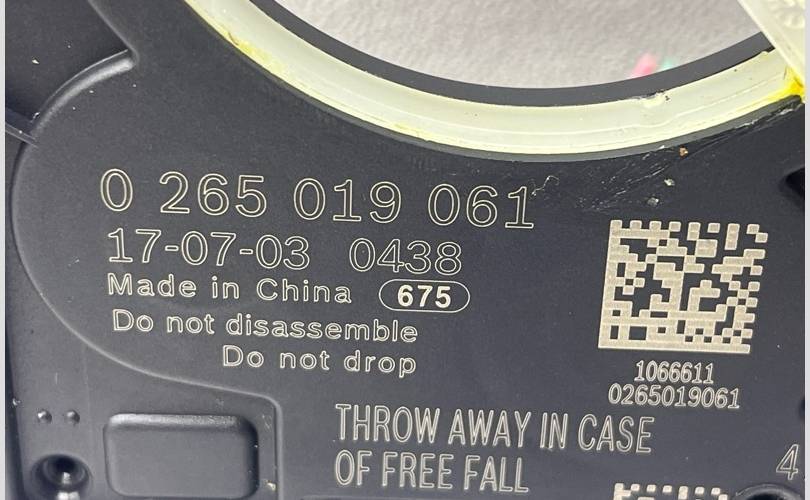 0 265 019 061
17-07-03 0438
Made in China 675
Do not disassemble
Do not drop
1066611
0265019061
THROW AWAY IN CASE
OF FREE FALL
4